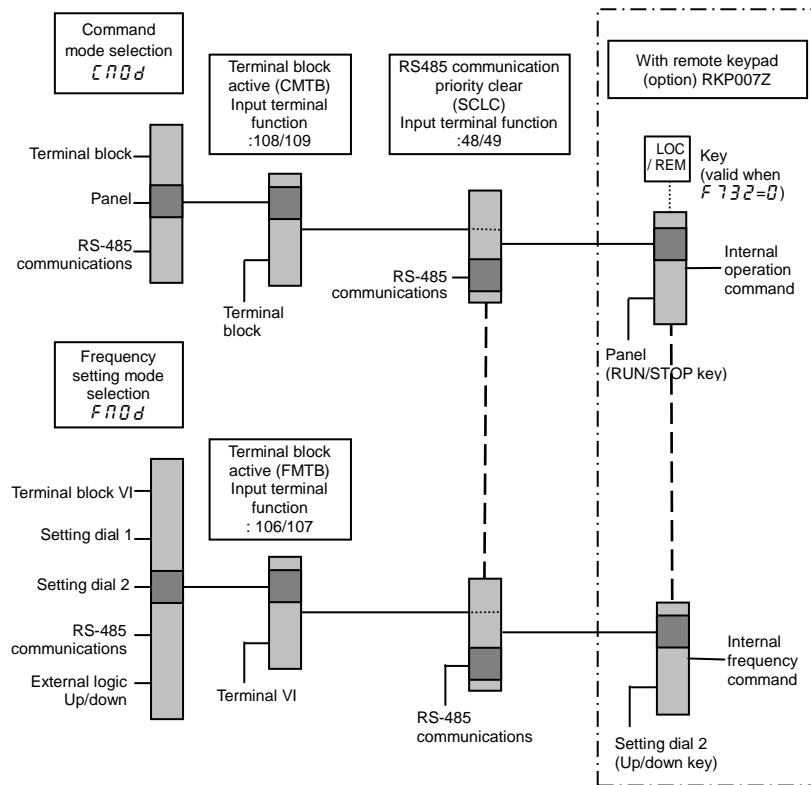 Command
mode selection
CMOd
Terminal block
Panel
RS-485
communications
Terminal block
active (CMTB)
Input terminal
function
:108/109
Terminal
block
RS485 communication
priority clear
(SCLC)
Input terminal function
:48/49
RS-485
communications
With remote keypad
(option) RKP007Z
LOC
/ REM
Key
(valid when
F732=0)
Internal
operation
command
Panel
(RUN/STOP key)
Frequency
setting mode
selection
FMOd
Terminal block VI
Setting dial 1
Setting dial 2
RS-485
communications
External logic
Up/down
Terminal block
active (FMTB)
Input terminal
function
: 106/107
Terminal VI
RS-485
communications
Internal
frequency
command
Setting dial 2
(Up/down key)